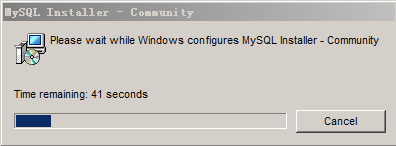 MySQL Installer - Community
Please wait while Windows configures MySQL Installer - Community
Time remaining: 41 seconds
Cancel